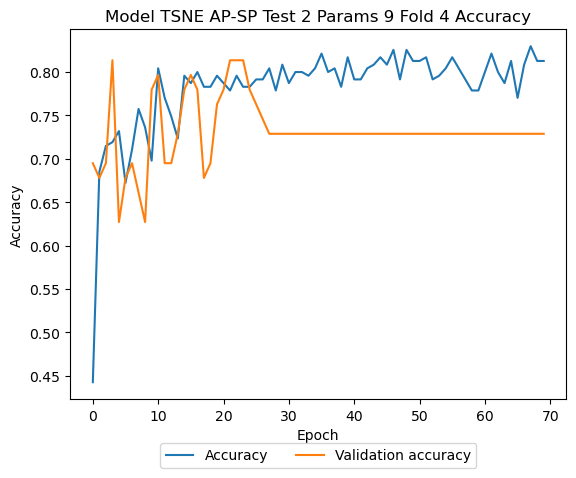 Model TSNE AP-SP Test 2 Params 9 Fold 4 Accuracy
0.80
0.75
0.70
0.65
0.60
0.55
0.50
0.45
Accuracy
0 10 20 30 40 50 60 70
Epoch
Accuracy Validation accuracy